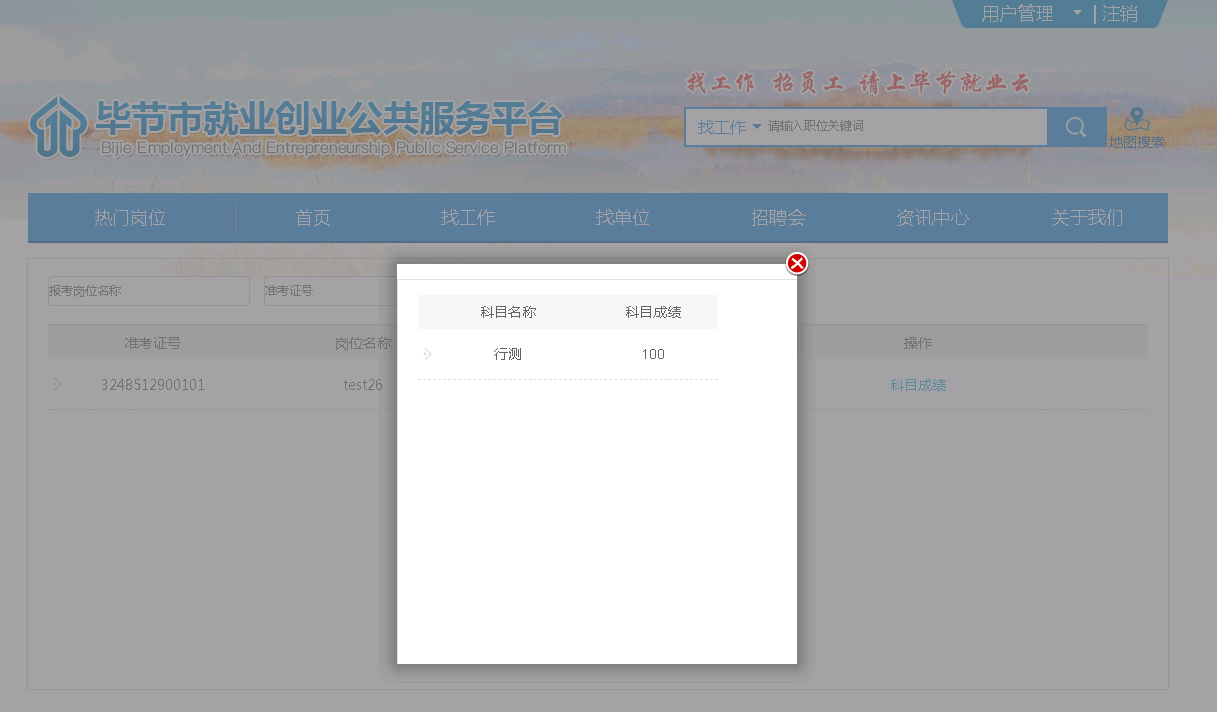 用户管理 | 注销
找工作 招员工 请上毕节就业云
毕节市就业创业公共服务平台
Bijie Employment And Entrepreneurship Public Service Platform
找工作 请输入职位关键词
地图搜索
热门岗位 首页 找工作 找单位 招聘会 资讯中心 关于我们
报考岗位名称 准考证号
准考证号 岗位名称 操作
3248512900101 test26 科目成绩
科目名称 科目成绩
行测 100